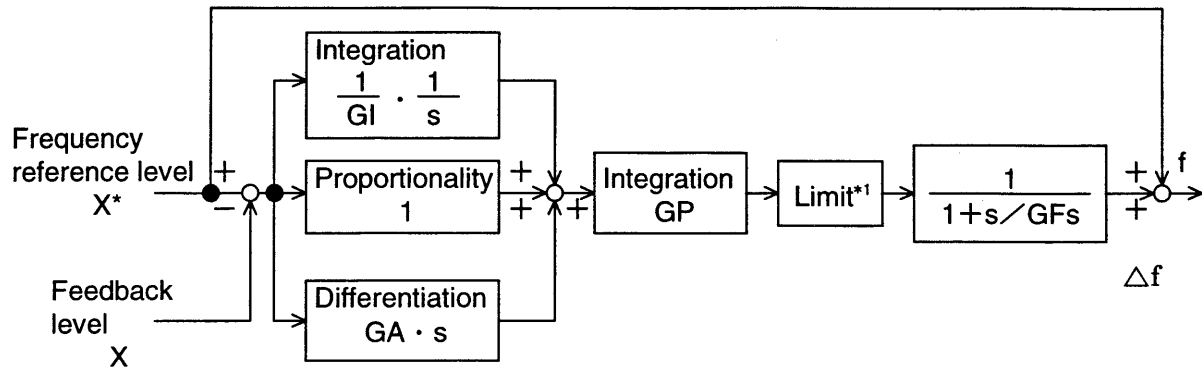 Integration
1/GI · 1/s
Frequency
reference level
X*
+
−
Proportionality
1
+
+
+
Integration
GP
Limit*1
1
1+s/GFs
+
+
f
△f
Feedback
level
X
Differentiation
GA · s